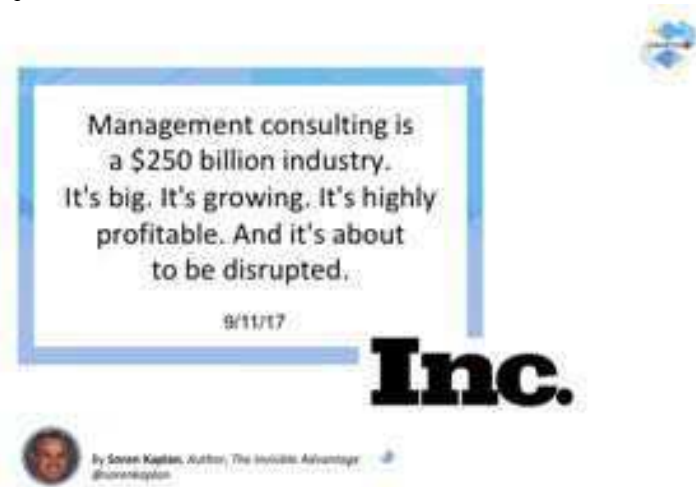 Management consulting is
a $250 billion industry.
It's big. It's growing. It's highly
profitable. And it's about
to be disrupted.
9/11/17
Inc.
By Soren Kaplan, Author, The Invisible Advantage
@sorenkaplan